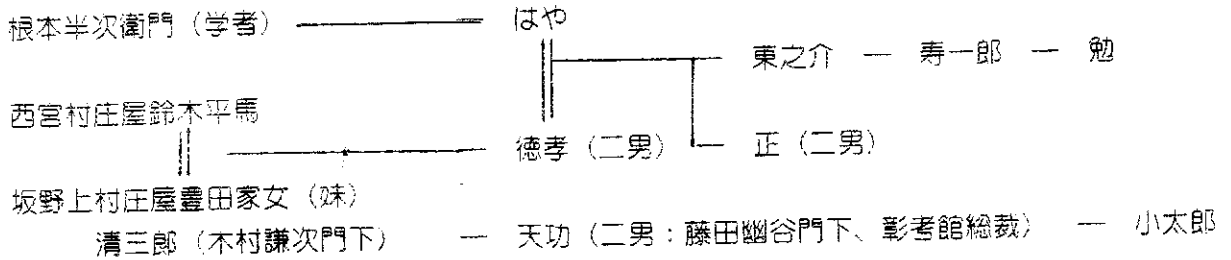 根本半次衛門（学者） はや
東之介 ― 寿一郎 ― 勉
西宮村庄屋鈴木平馬
徳孝（二男） 正（二男）
坂野上村庄屋豊田家女（妹）
清三郎（木村謙次門下） ― 天功（二男：藤田幽谷門下、彰考館総裁） ― 小太郎